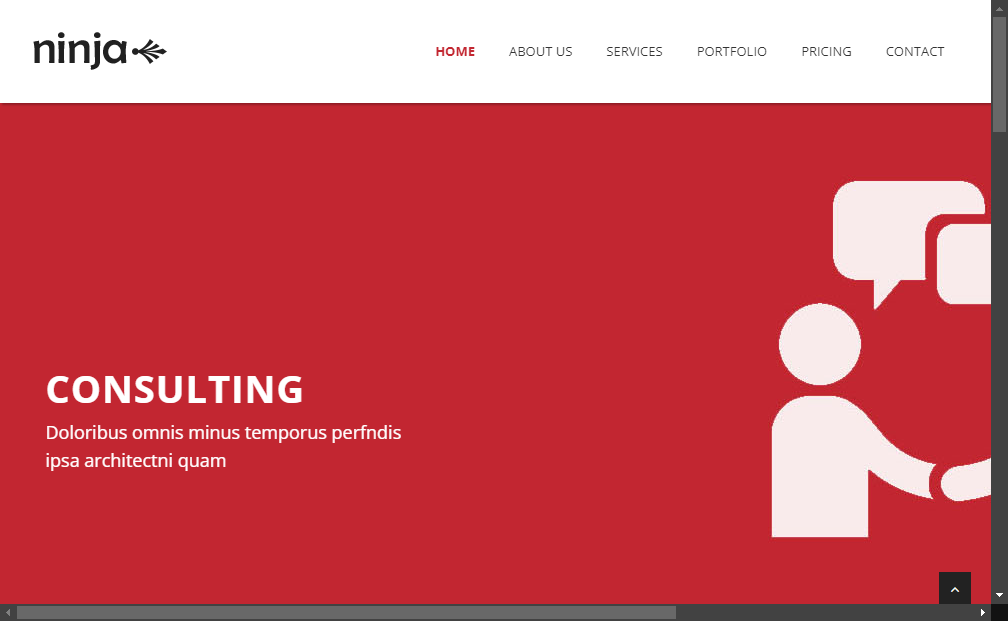 ninja
HOME
ABOUT US
SERVICES
PORTFOLIO
PRICING
CONTACT
CONSULTING
Doloribus omnis minus temporus perfndis
ipsa architectni quam